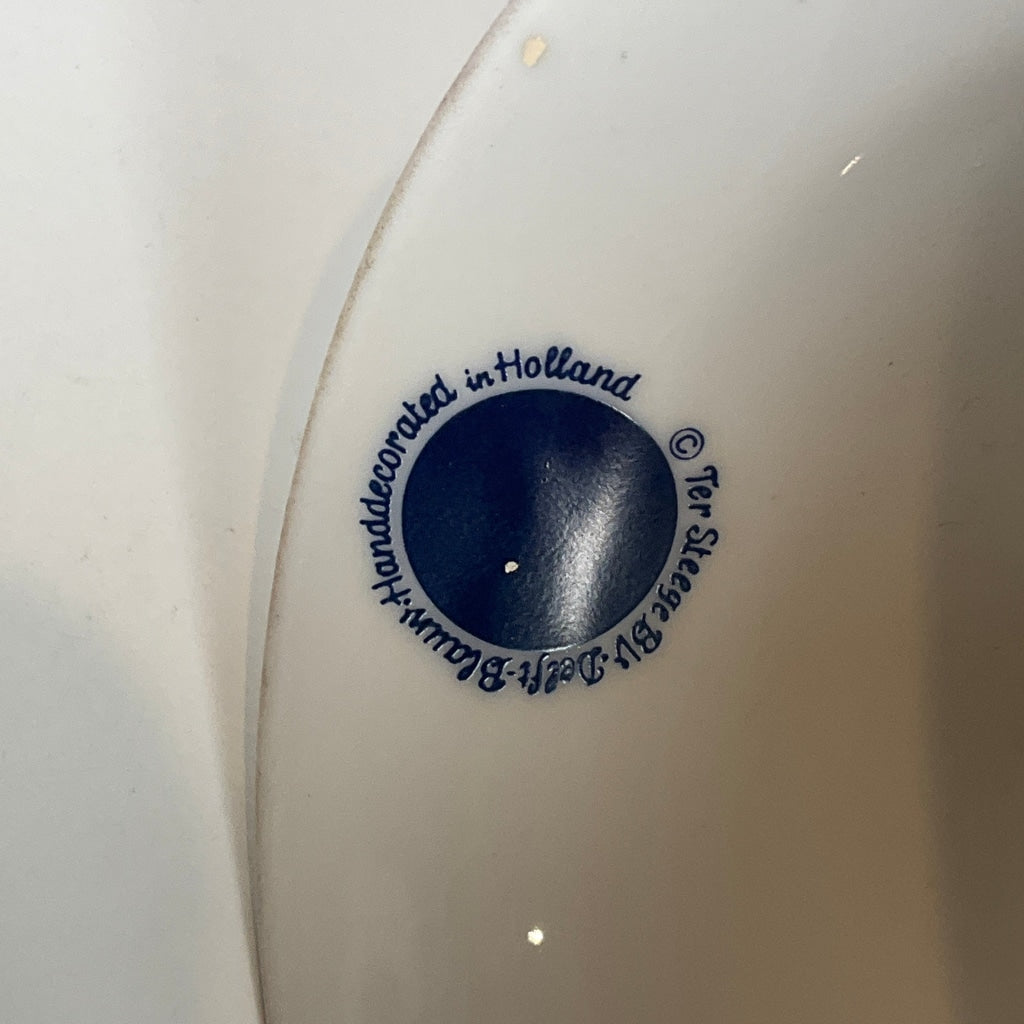 © Ter Steege BV·Delft-Blauw·Handdecorated in Holland